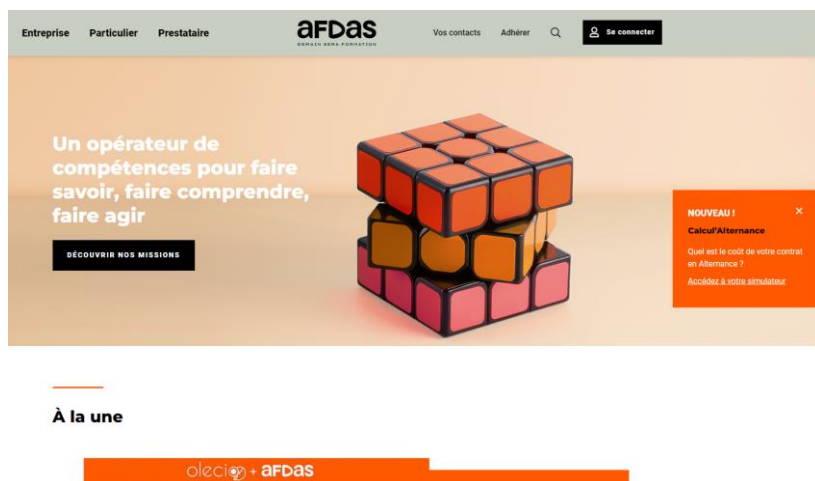 Entreprise Particulier Prestataire
aFDas
DEMAIN SERA FORMATION
Vos contacts Adhérer
Se connecter
Un opérateur de
compétences pour faire
savoir, faire comprendre,
faire agir
DÉCOUVRIR NOS MISSIONS
NOUVEAU !
Calcul'Alternance
Quel est le coût de votre contrat
en Alternance ?
Accédez à votre simulateur
À la une
olecio + aFDas